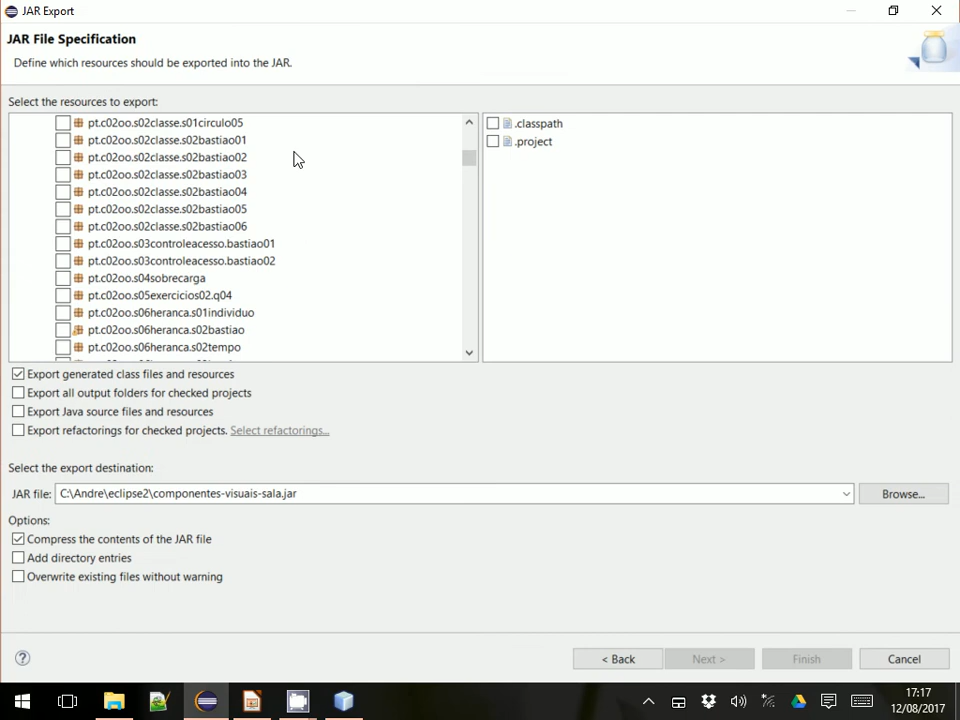 JAR Export
JAR File Specification
Define which resources should be exported into the JAR.
Select the resources to export:
pt.c02oo.s02classe.s01circulo05
pt.c02oo.s02classe.s02bastiao01
pt.c02oo.s02classe.s02bastiao02
pt.c02oo.s02classe.s02bastiao03
pt.c02oo.s02classe.s02bastiao04
pt.c02oo.s02classe.s02bastiao05
pt.c02oo.s02classe.s02bastiao06
pt.c02oo.s03controleacesso.bastiao01
pt.c02oo.s03controleacesso.bastiao02
pt.c02oo.s04sobrecarga
pt.c02oo.s05exercicios02.q04
pt.c02oo.s06heranca.s01individuo
pt.c02oo.s06heranca.s02bastiao
pt.c02oo.s06heranca.s02tempo
.classpath
.project
Export generated class files and resources
Export all output folders for checked projects
Export Java source files and resources
Export refactorings for checked projects. Select refactorings...
Select the export destination:
JAR file: C:\Andre\eclipse2\componentes-visuais-sala.jar Browse...
Options:
Compress the contents of the JAR file
Add directory entries
Overwrite existing files without warning
? < Back Next > Finish Cancel
17:17
12/08/2017